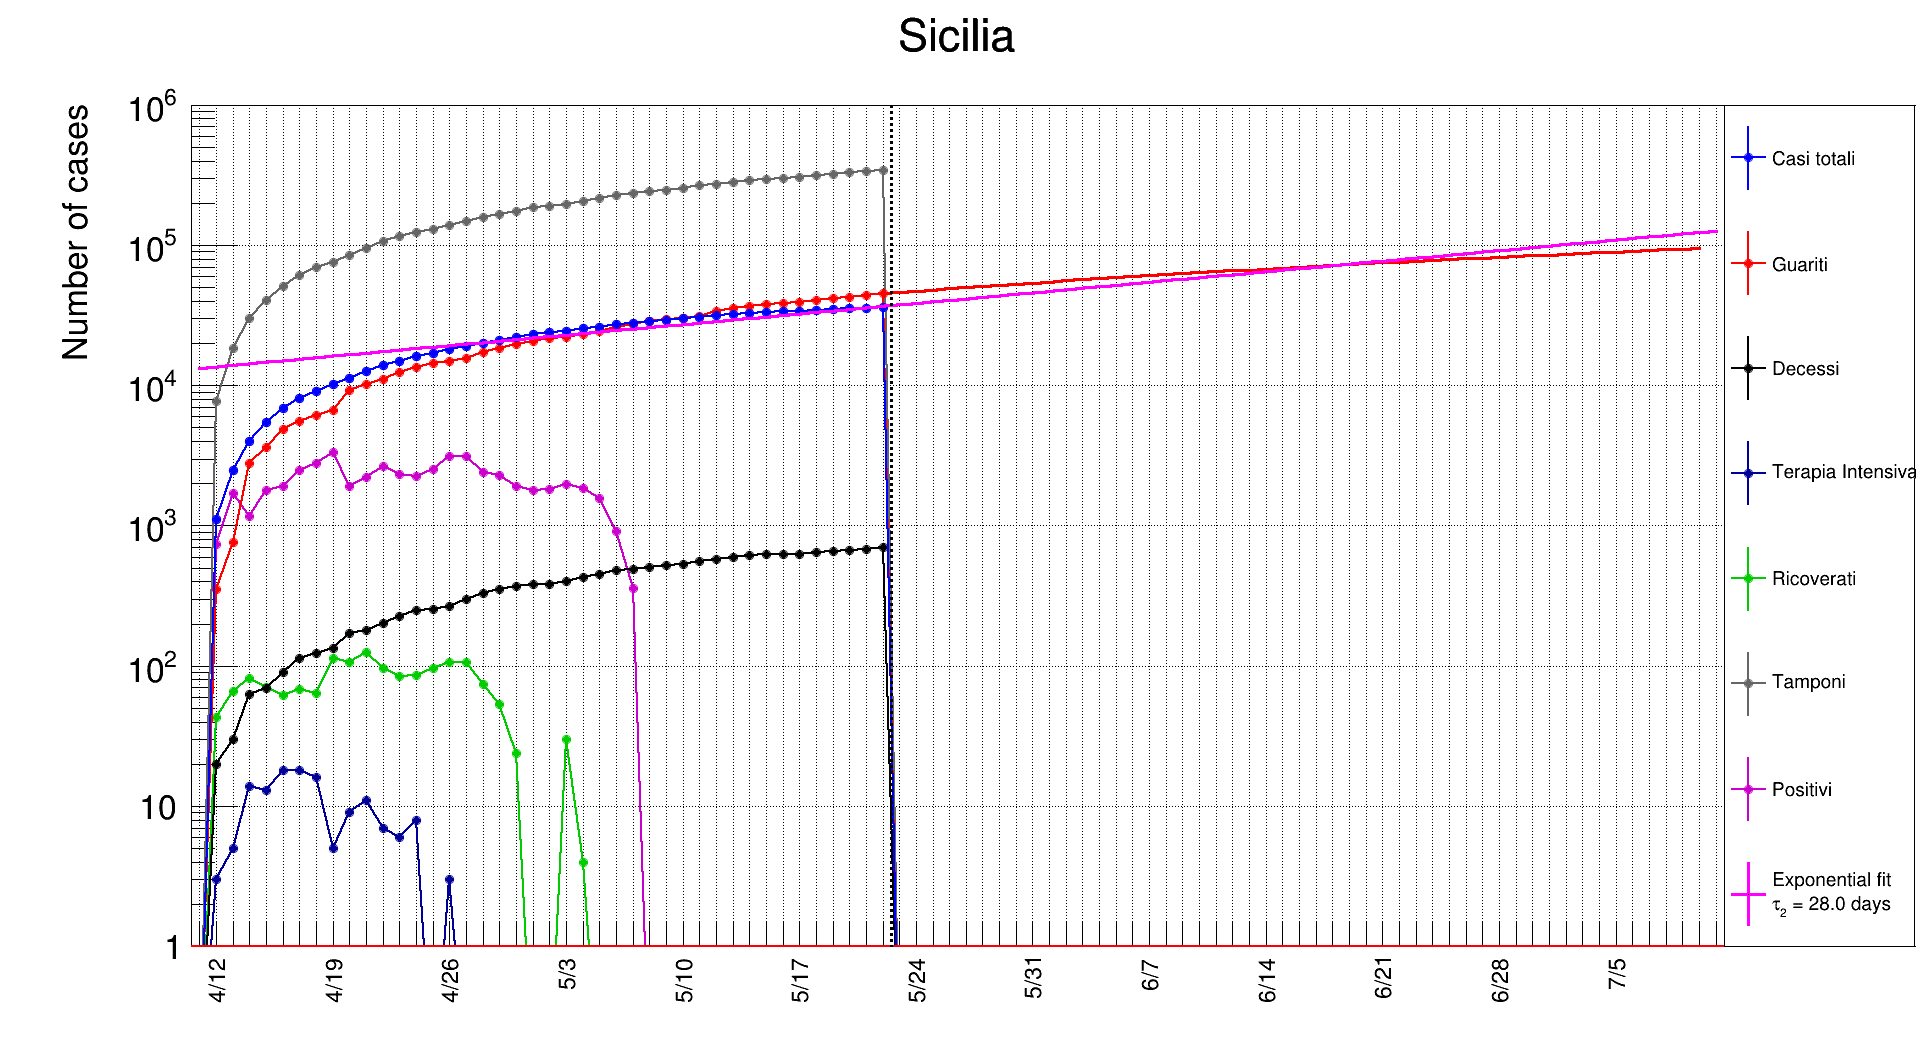 Sicilia
Number of cases
10^6
10^5
10^4
10^3
10^2
10
1
4/12
4/19
4/26
5/3
5/10
5/17
5/24
5/31
6/7
6/14
6/21
6/28
7/5
Casi totali
Guariti
Decessi
Terapia Intensiva
Ricoverati
Tamponi
Positivi
Exponential fit
τ₂ = 28.0 days